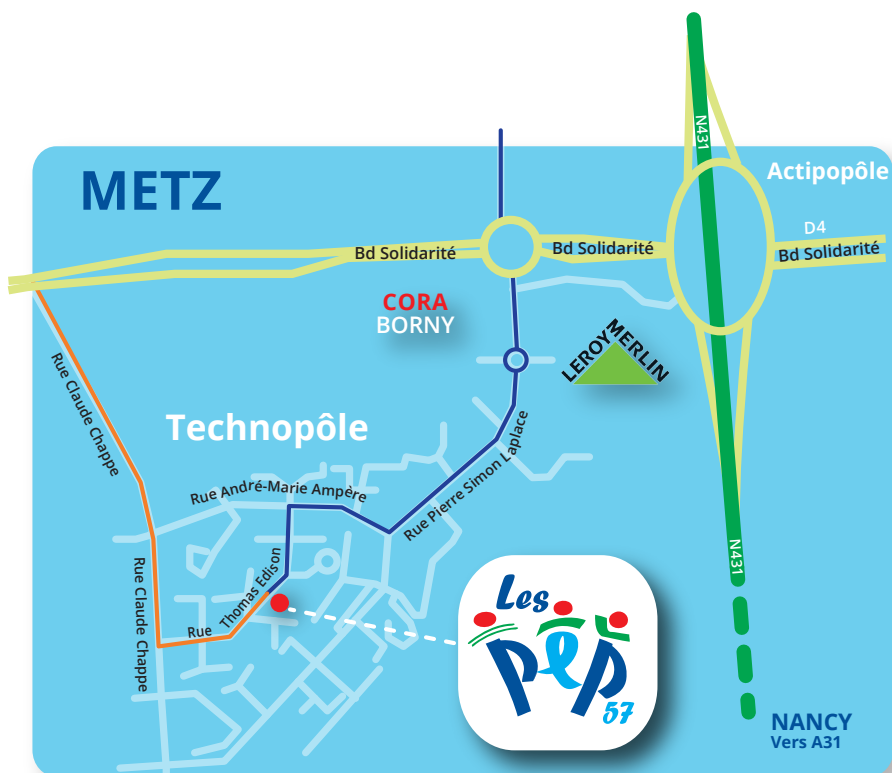 N431
METZ
Actipopôle
D4
Bd Solidarité
Bd Solidarité
Bd Solidarité
CORA
BORNY
LEROY MERLIN
Rue Claude Chappe
Technopôle
Rue Pierre Simon Laplace
Rue André-Marie Ampère
Rue Claude Chappe
Rue Thomas Edison
N431
Les
pep
57
NANCY
Vers A31